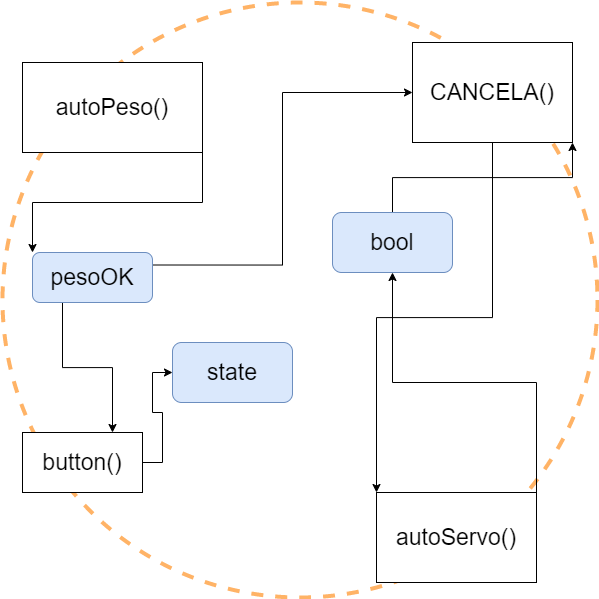 autoPeso()
CANCELA()
bool
pesoOK
state
button()
autoServo()